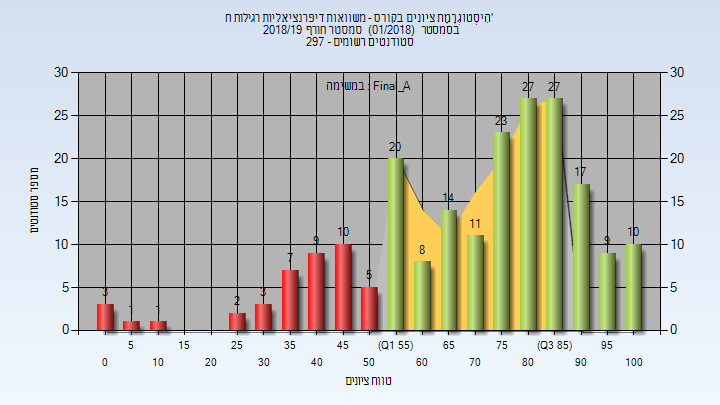 הִיסטוֹגְרָמַת ציונים בקורס - משוואות דיפרנציאליות רגילות ח'
בסמסטר (01/2018) סמסטר חורף 2018/19
סטודנטים רשומים - 297
במשימה : Final_A
30 30
25 25
20 20
15 15
10 10
5 5
0 0
3 1 1 2 3 7 9 10 5 20 8 14 11 23 27 27 17 9 10
מספר סטודנטים
5 15 25 35 45 (Q1 55) 65 75 (Q3 85) 95
0 10 20 30 40 50 60 70 80 90 100
טווח ציונים